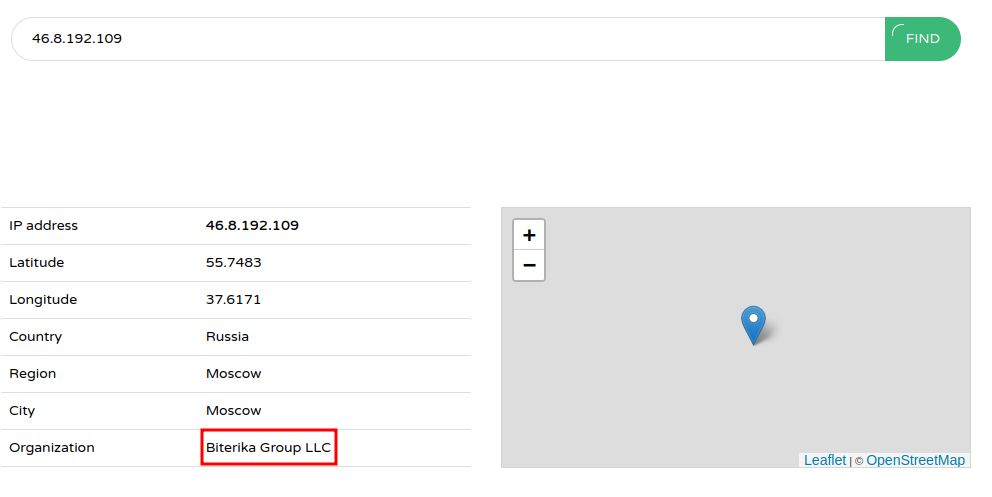 46.8.192.109 FIND
IP address 46.8.192.109
Latitude 55.7483
Longitude 37.6171
Country Russia
Region Moscow
City Moscow
Organization Biterika Group LLC
+
−
Leaflet | © OpenStreetMap